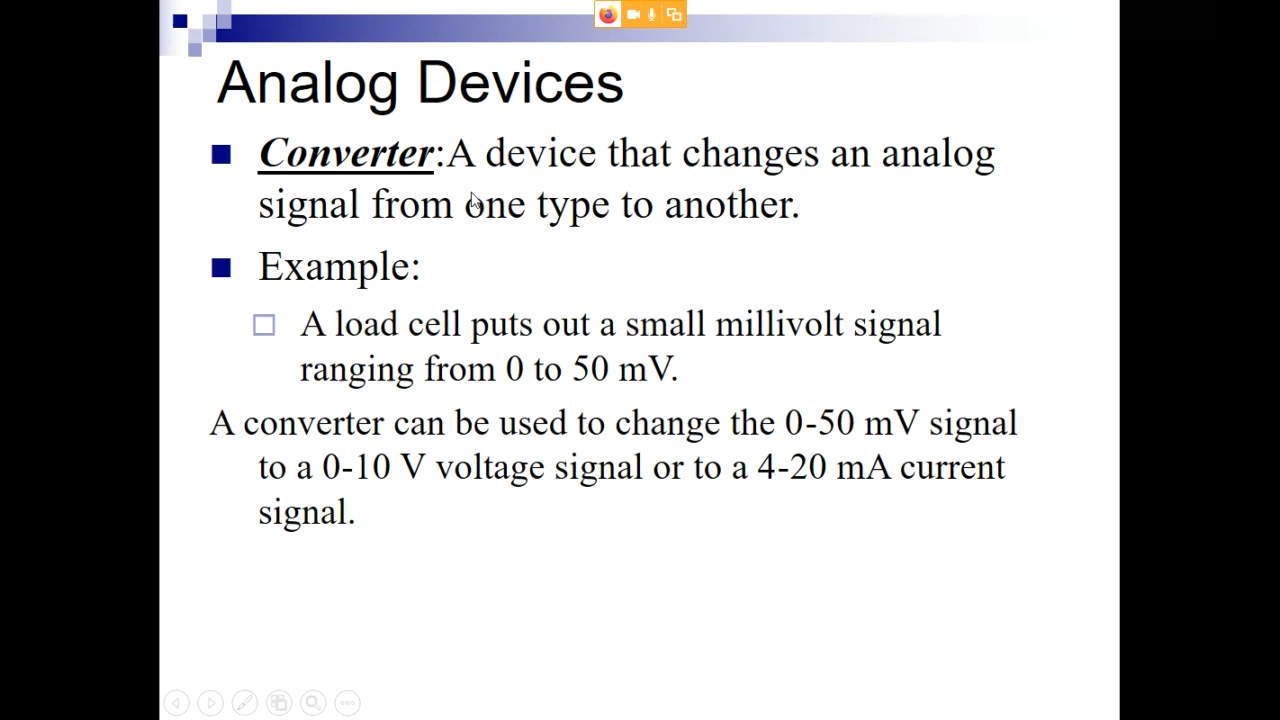 Analog Devices
Converter:A device that changes an analog
signal from one type to another.
Example:
A load cell puts out a small millivolt signal
ranging from 0 to 50 mV.
A converter can be used to change the 0-50 mV signal
to a 0-10 V voltage signal or to a 4-20 mA current
signal.